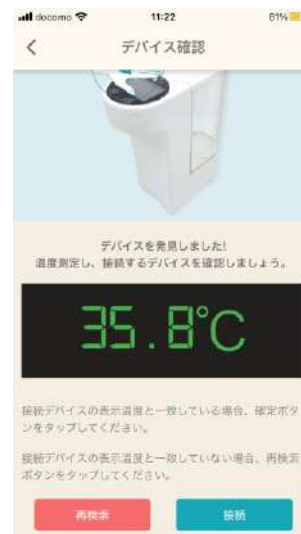 docomo 11:22 61%
デバイス確認
デバイスを発見しました!
温度測定し、接続するデバイスを確認しましょう。
35.8°C
接続デバイスの表示温度と一致している場合、確定ボタ
ンをタップしてください。
接続デバイスの表示温度と一致していない場合、再検索
ボタンをタップしてください。
再検索 接続